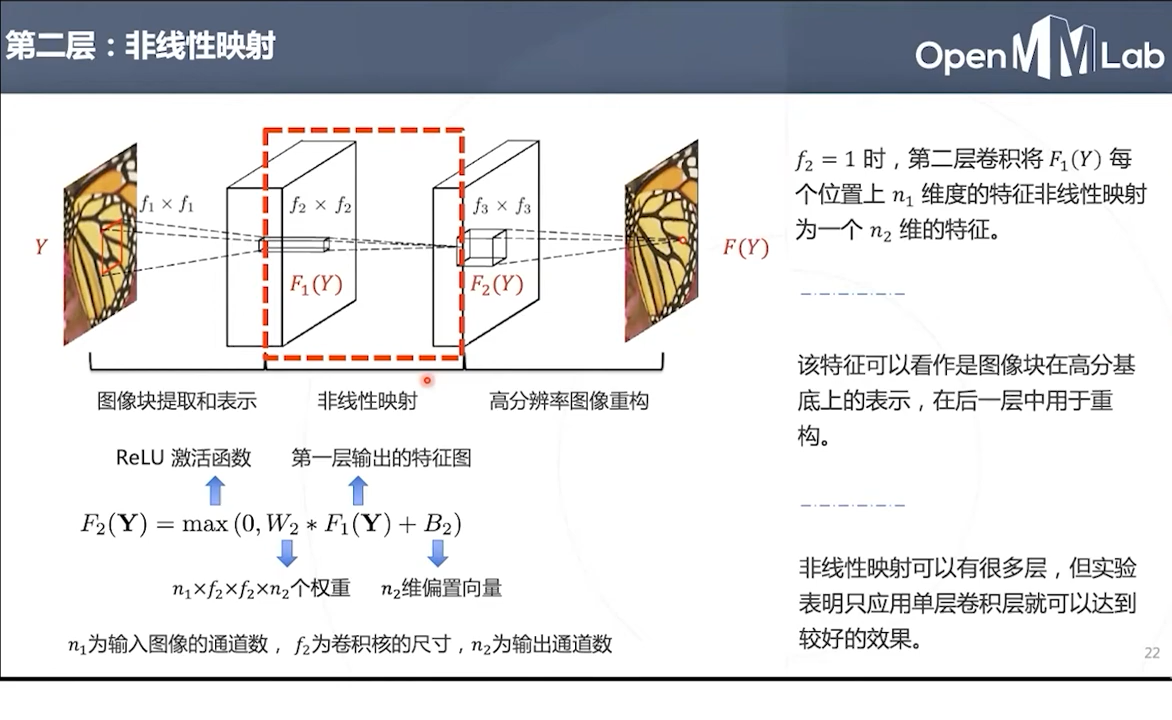 第二层：非线性映射
OpenMMLab
f₁ × f₁
f₂ × f₂
f₃ × f₃
Y
F₁(Y)
F₂(Y)
F(Y)
图像块提取和表示
非线性映射
高分辨率图像重构
ReLU 激活函数
第一层输出的特征图
F₂(Y) = max (0, W₂ * F₁(Y) + B₂)
n₁×f₂×f₂×n₂个权重
n₂维偏置向量
n₁为输入图像的通道数，f₂为卷积核的尺寸，n₂为输出通道数
f₂ = 1 时，第二层卷积将 F₁(Y) 每
个位置上 n₁ 维度的特征非线性映射
为一个 n₂ 维的特征。
该特征可以看作是图像块在高分基
底上的表示，在后一层中用于重
构。
非线性映射可以有很多层，但实验
表明只应用单层卷积层就可以达到
较好的效果。
22